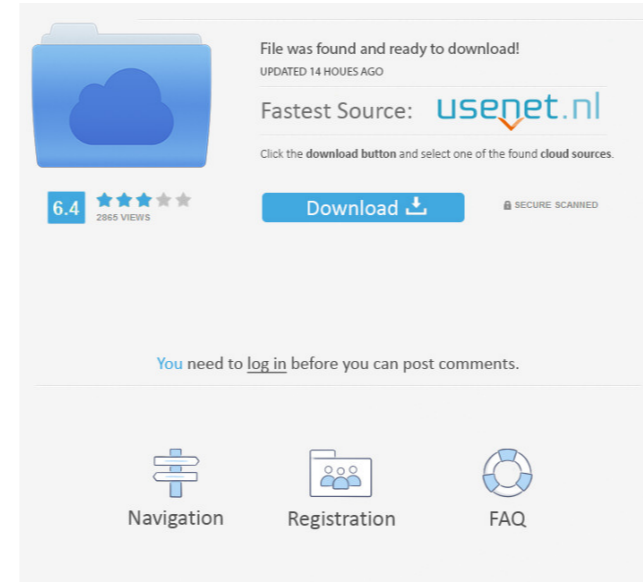 File was found and ready to download!
UPDATED 14 HOUES AGO
Fastest Source: usenet.nl
Click the download button and select one of the found cloud sources.
6.4
2865 VIEWS
Download
SECURE SCANNED
You need to log in before you can post comments.
Navigation
Registration
FAQ